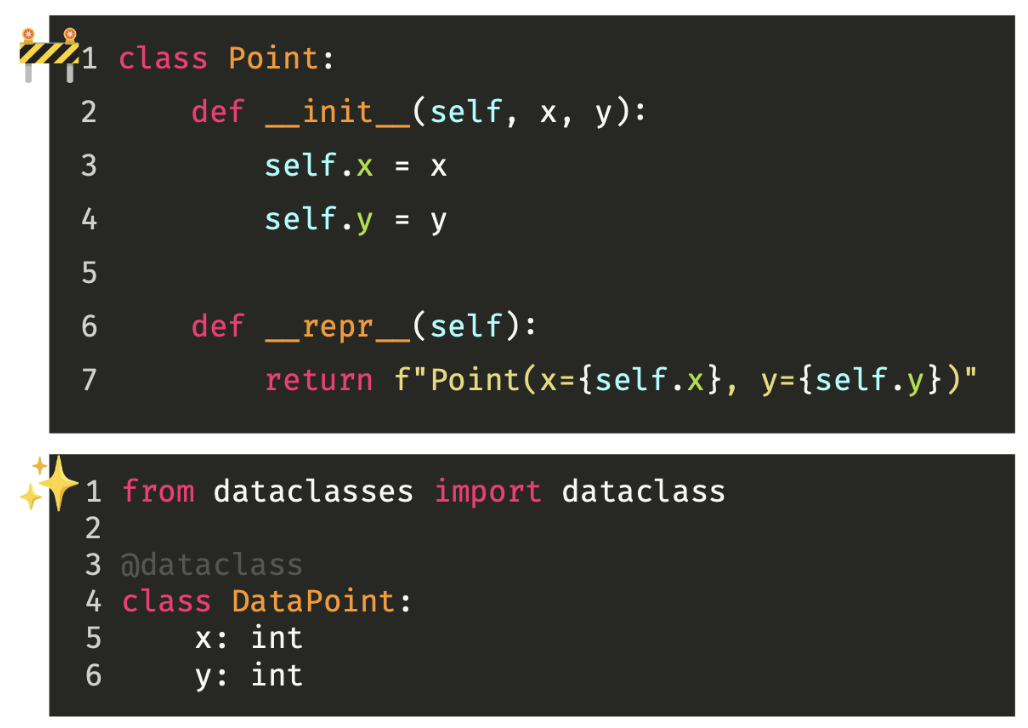 1 class Point:
2     def __init__(self, x, y):
3         self.x = x
4         self.y = y
5
6     def __repr__(self):
7         return f"Point(x={self.x}, y={self.y})"
1 from dataclasses import dataclass
2
3 @dataclass
4 class DataPoint:
5     x: int
6     y: int